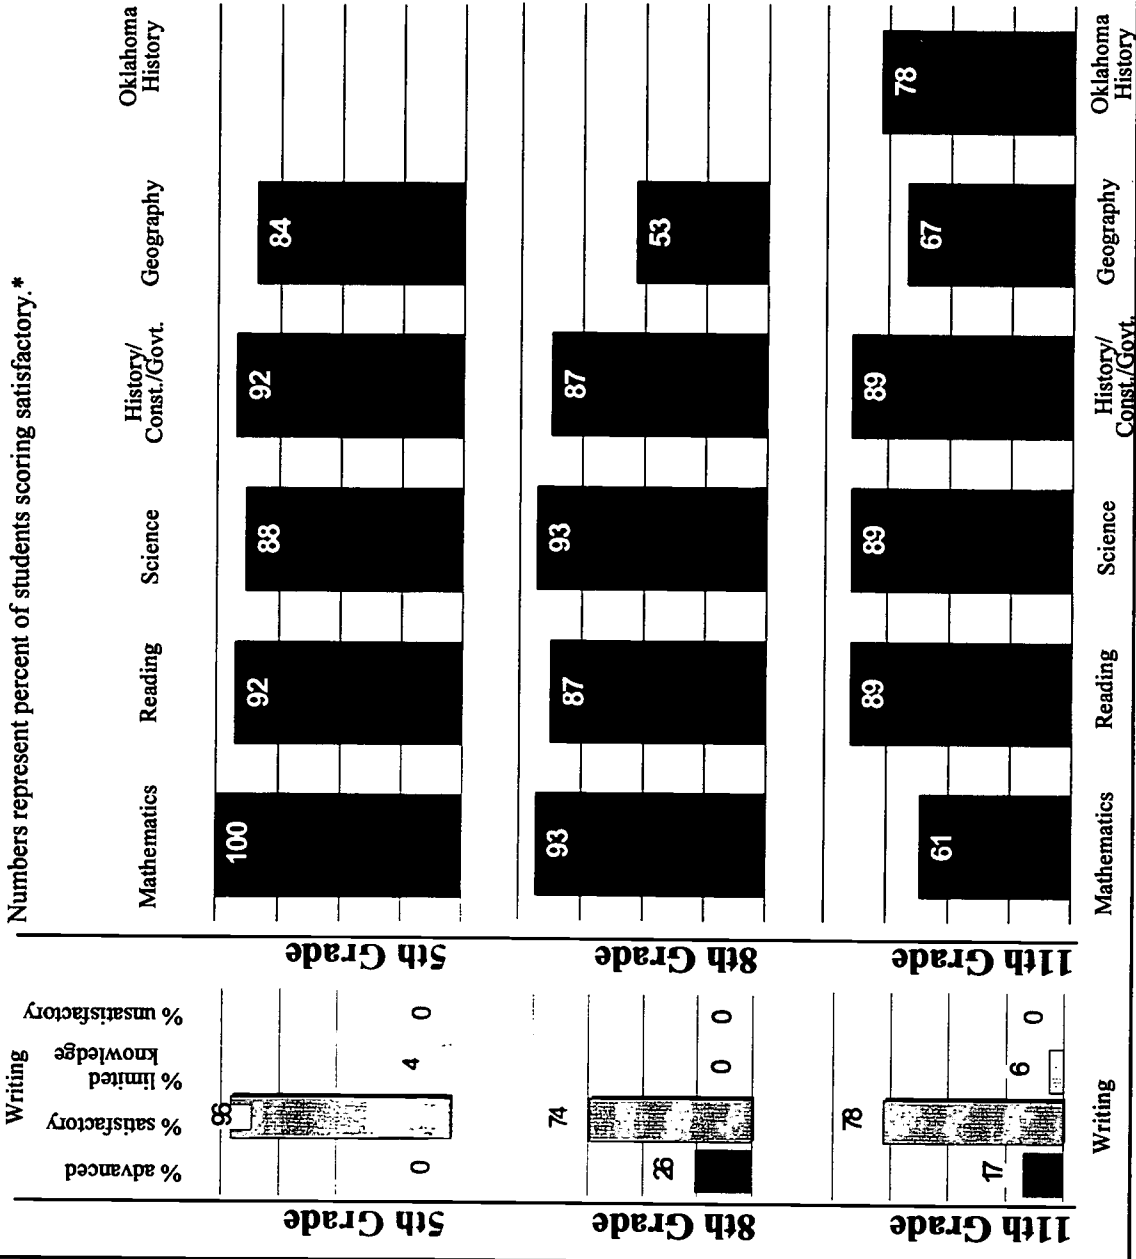 Numbers represent percent of students scoring satisfactory.*
Mathematics
Reading
Science
History/
Const./Govt.
Geography
Oklahoma
History
5th Grade
100
92
88
92
84
8th Grade
93
87
93
87
53
11th Grade
61
89
89
89
67
78
Mathematics
Reading
Science
History/
Const./Govt.
Geography
Oklahoma
History
Writing
% advanced
% satisfactory
% limited
knowledge
% unsatisfactory
5th Grade
0
96
4
0
8th Grade
26
74
0
0
11th Grade
17
78
6
0
Writing